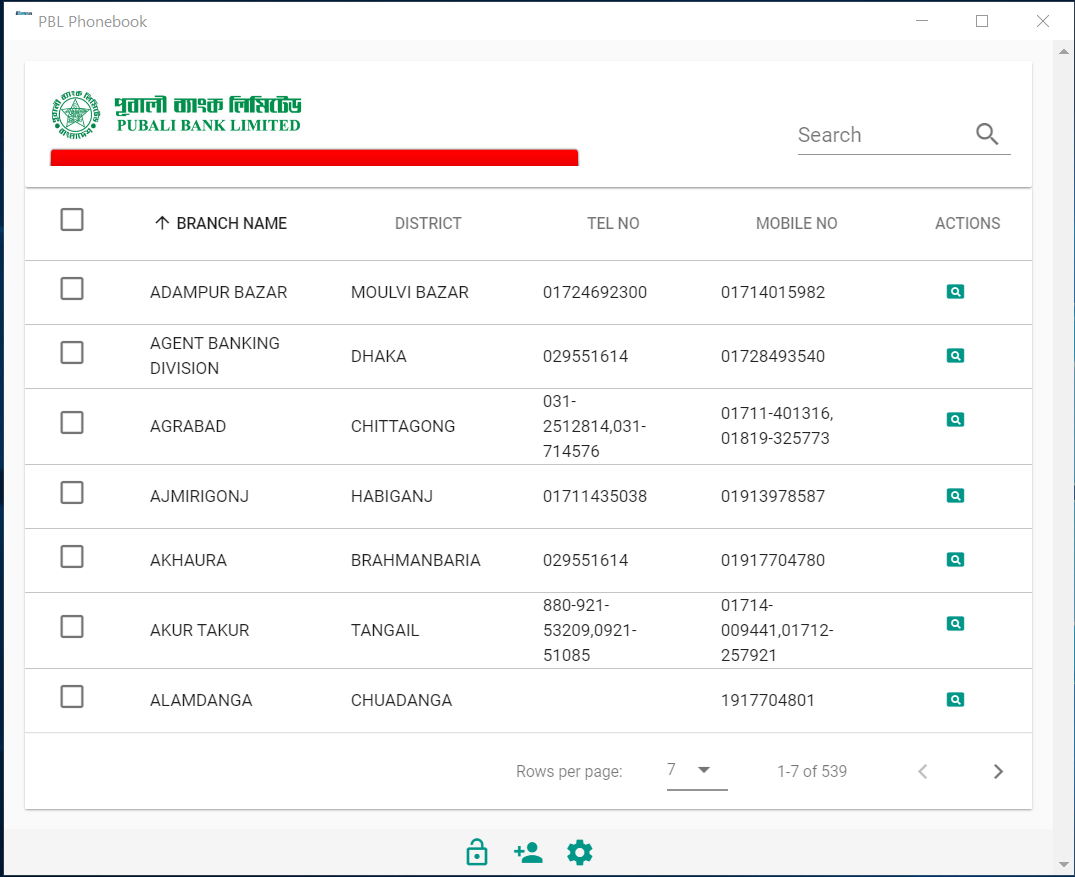 PBL Phonebook
পূবালী ব্যাংক লিমিটেড
PUBALI BANK LIMITED
Search
BRANCH NAME DISTRICT TEL NO MOBILE NO ACTIONS
ADAMPUR BAZAR MOULVI BAZAR 01724692300 01714015982
AGENT BANKING
DIVISION
DHAKA 029551614 01728493540
AGRABAD CHITTAGONG
031-
2512814,031-
714576
01711-401316,
01819-325773
AJMIRIGONJ HABIGANJ 01711435038 01913978587
AKHAURA BRAHMANBARIA 029551614 01917704780
AKUR TAKUR TANGAIL
880-921-
53209,0921-
51085
01714-
009441,01712-
257921
ALAMDANGA CHUADANGA 1917704801
Rows per page: 7 1-7 of 539